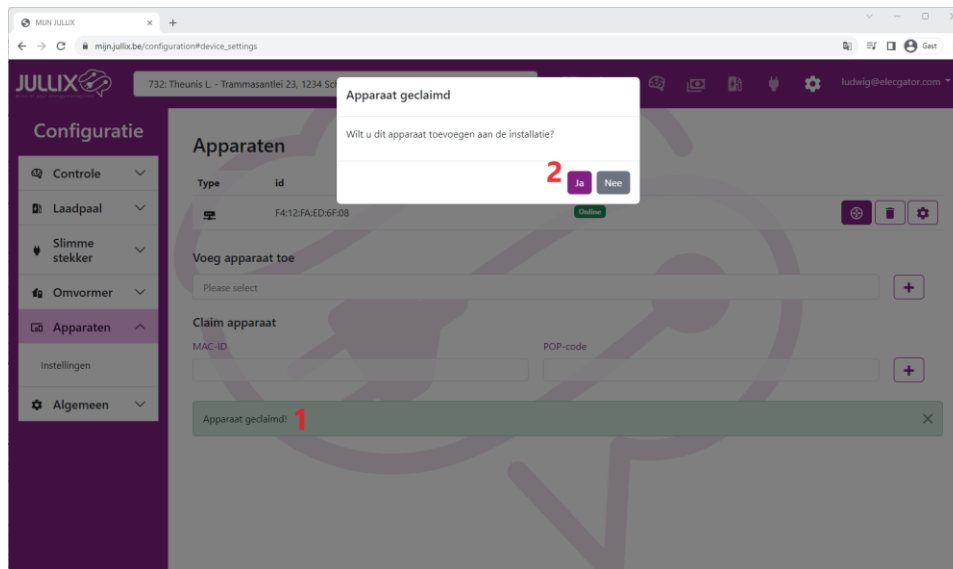 MIJN JULLIX
mijn.jullix.be/configuration#device_settings
Gast
JULLIX
732: Theunis L. - Trammasantlei 23, 1234 Sc
ludwig@elecgator.com
Configuratie
Controle
Laadpaal
Slimme
stekker
Omvormer
Apparaten
Instellingen
Algemeen
Apparaten
Type
id
F4:12:FA:ED:6F:08
Online
Voeg apparaat toe
Please select
+
Claim apparaat
MAC-ID
POP-code
+
Apparaat geclaimd!
1
Apparaat geclaimd
Wilt u dit apparaat toevoegen aan de installatie?
2
Ja
Nee